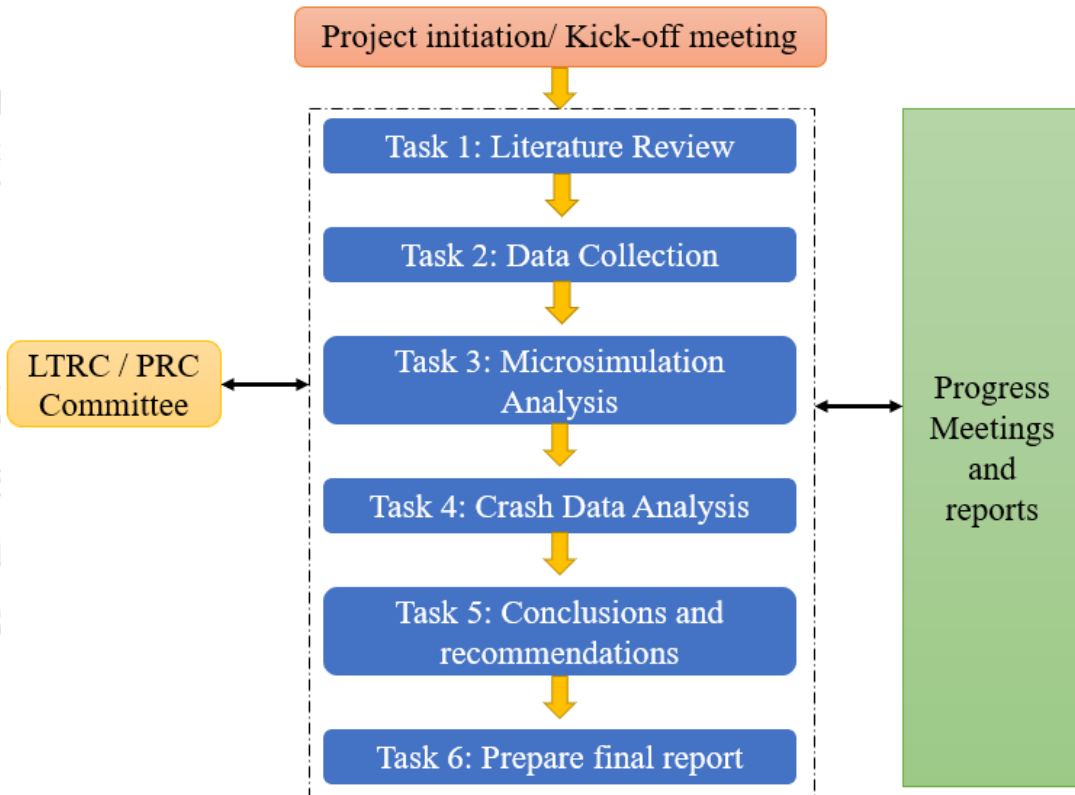 Project initiation/ Kick-off meeting
Task 1: Literature Review
Task 2: Data Collection
Task 3: Microsimulation
Analysis
Task 4: Crash Data Analysis
Task 5: Conclusions and
recommendations
Task 6: Prepare final report
LTRC / PRC
Committee
Progress
Meetings
and
reports